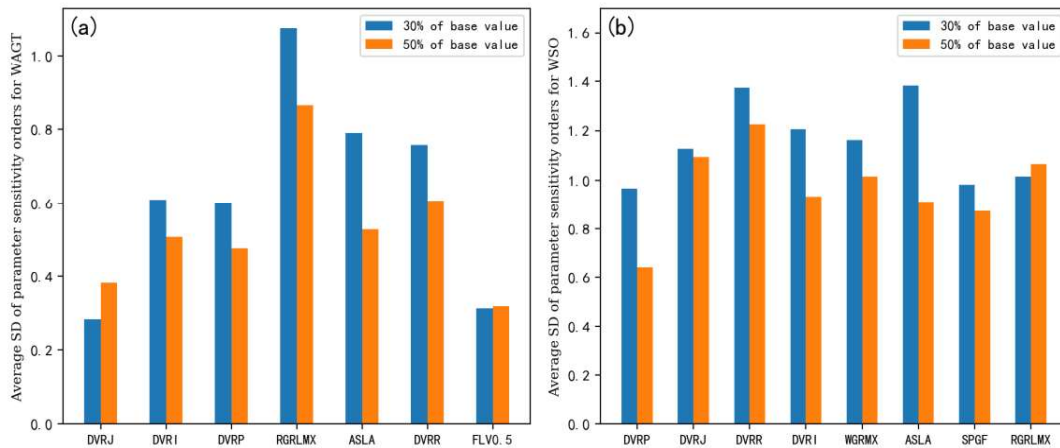 (a)
30% of base value
50% of base value
Average SD of parameter sensitivity orders for WAGT
1.0
0.8
0.6
0.4
0.2
0.0
DVRJ DVRI DVRP RGRLMX ASLA DVRR FLV0.5
(b)
30% of base value
50% of base value
Average SD of parameter sensitivity orders for WSO
1.6
1.4
1.2
1.0
0.8
0.6
0.4
0.2
0.0
DVRP DVRJ DVRR DVRI WGRMX ASLA SPGF RGRLMX